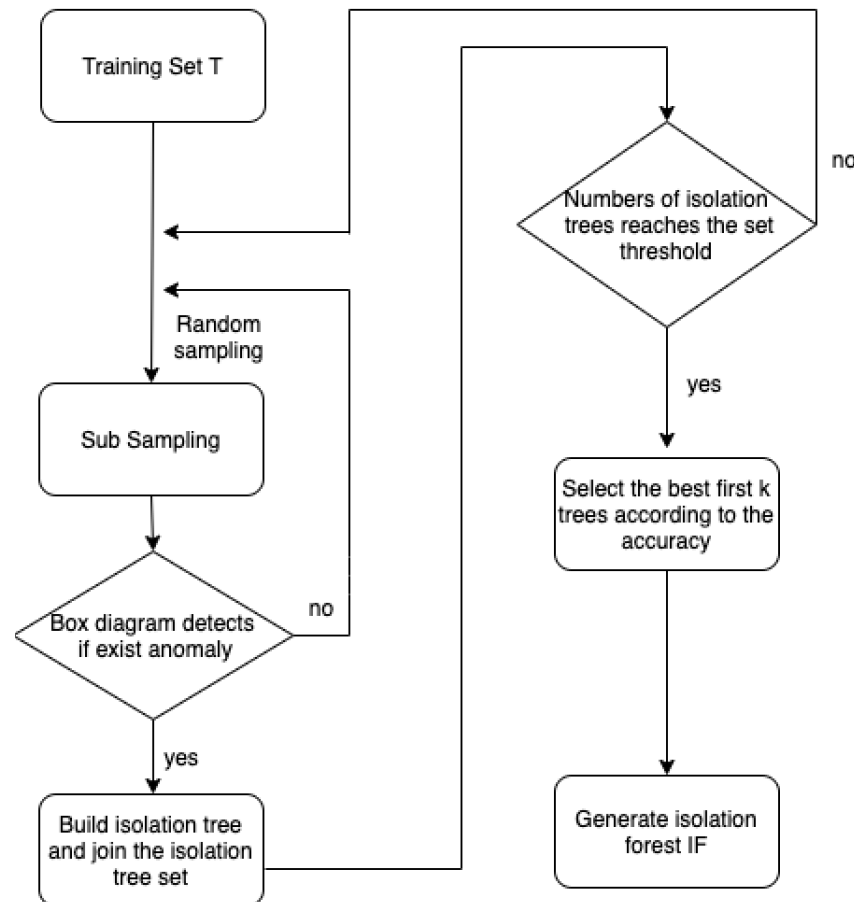 Training Set T
Random
sampling
Sub Sampling
Box diagram detects
if exist anomaly
no
yes
Build isolation tree
and join the isolation
tree set
Numbers of isolation
trees reaches the set
threshold
no
yes
Select the best first k
trees according to the
accuracy
Generate isolation
forest IF